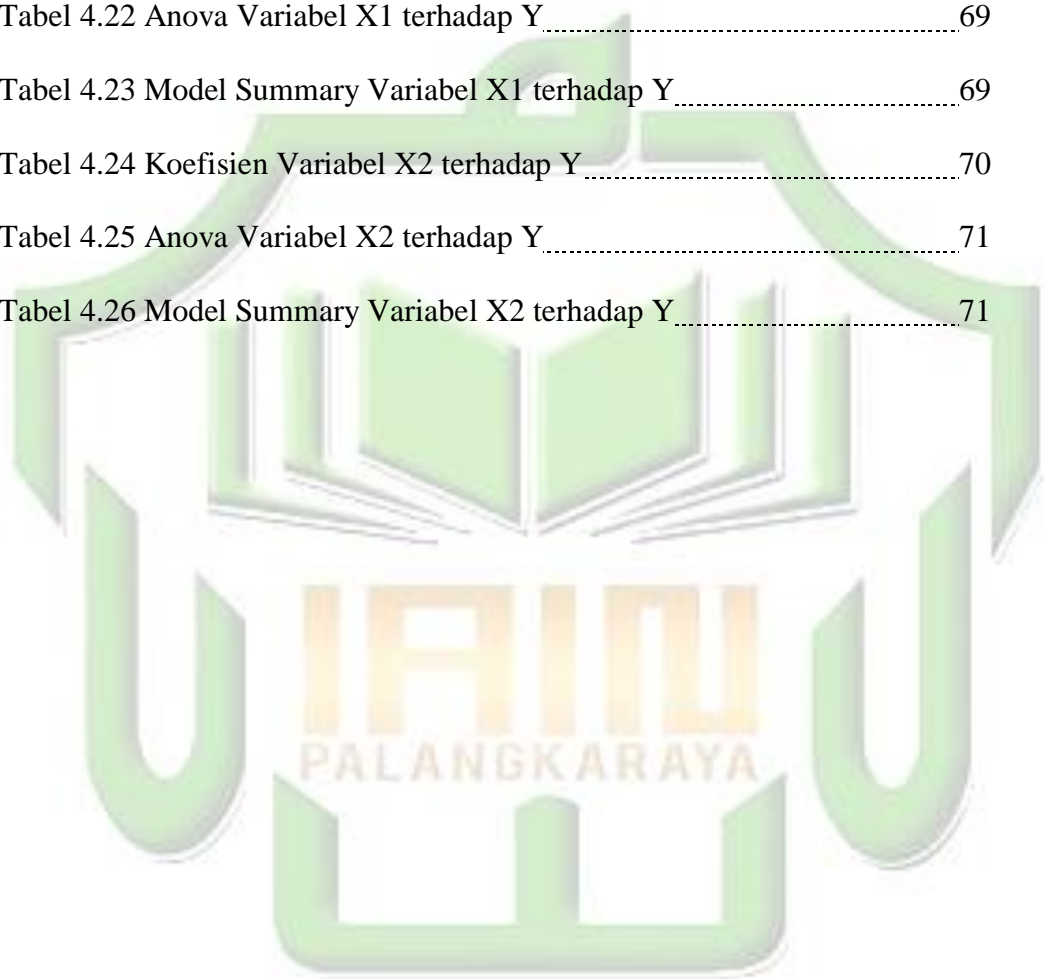 Tabel 4.22 Anova Variabel X1 terhadap Y 69
Tabel 4.23 Model Summary Variabel X1 terhadap Y 69
Tabel 4.24 Koefisien Variabel X2 terhadap Y 70
Tabel 4.25 Anova Variabel X2 terhadap Y 71
Tabel 4.26 Model Summary Variabel X2 terhadap Y 71
IAIN
PALANGKARAYA